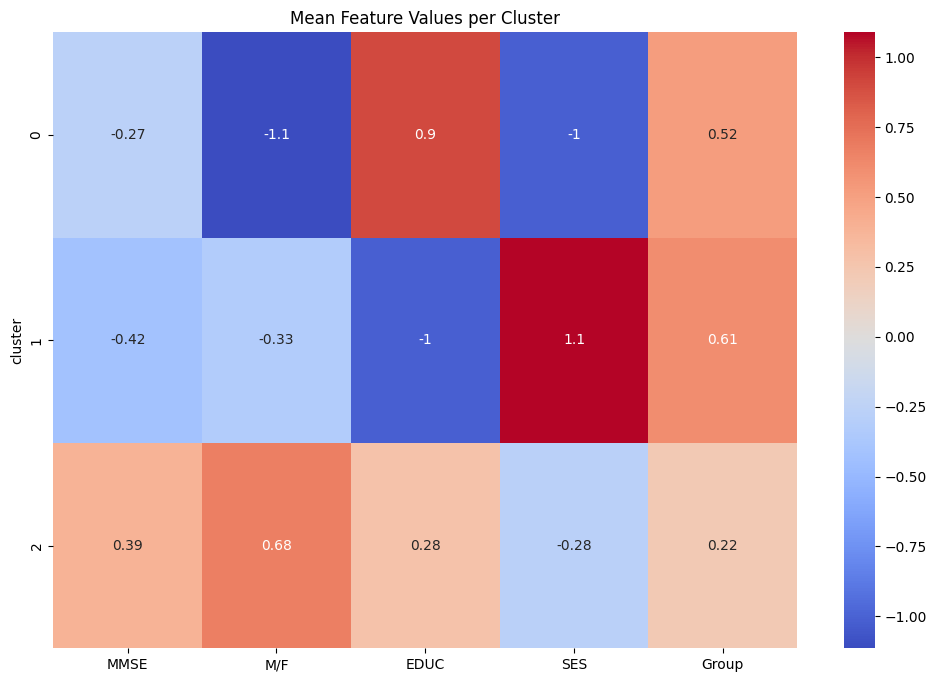 Mean Feature Values per Cluster
-0.27 -1.1 0.9 -1 0.52
-0.42 -0.33 -1 1.1 0.61
0.39 0.68 0.28 -0.28 0.22
0
1
2
cluster
MMSE M/F EDUC SES Group
1.00
0.75
0.50
0.25
0.00
−0.25
−0.50
−0.75
−1.00